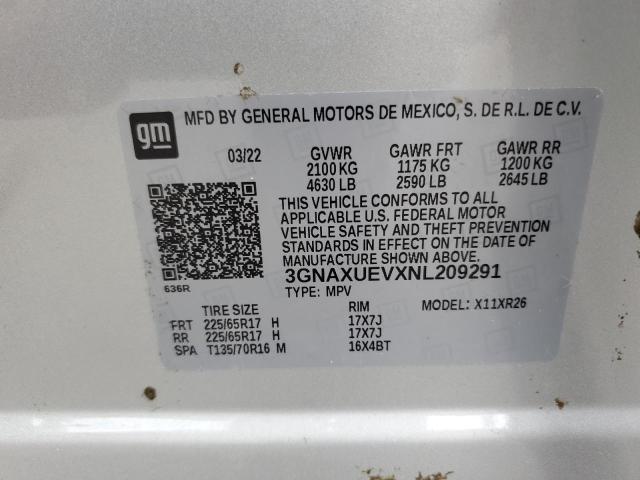 gm
MFD BY GENERAL MOTORS DE MEXICO, S. DE R.L. DE C.V.
03/22 GVWR GAWR FRT GAWR RR
2100 KG 1175 KG 1200 KG
4630 LB 2590 LB 2645 LB
THIS VEHICLE CONFORMS TO ALL
APPLICABLE U.S. FEDERAL MOTOR
VEHICLE SAFETY AND THEFT PREVENTION
STANDARDS IN EFFECT ON THE DATE OF
MANUFACTURE SHOWN ABOVE.
3GNAXUEVXNL209291
636R
TYPE: MPV MODEL: X11XR26
TIRE SIZE RIM
FRT 225/65R17 H 17X7J
RR 225/65R17 H 17X7J
SPA T135/70R16 M 16X4BT